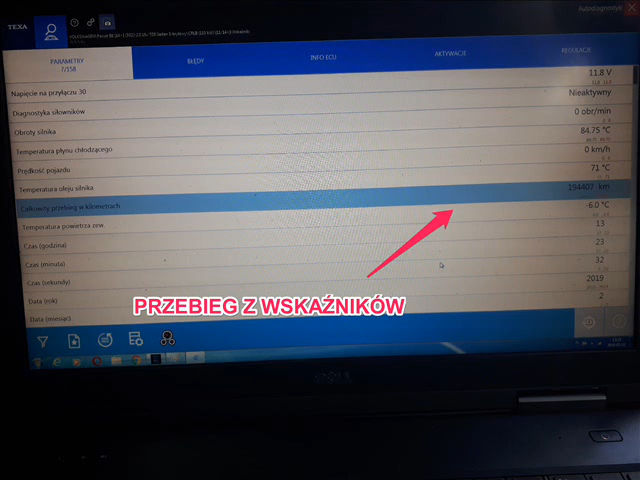 Autodiagnostyk
TEXA
PARAMETRY
7/158
BŁĘDY
INFO ECU
AKTYWACJE
REGULACJE
Napięcie na przyłączu 30
11.8 V
Diagnostyka siłowników
Nieaktywny
Obroty silnika
0 obr/min
Temperatura płynu chłodzącego
84.75 °C
Prędkość pojazdu
0 km/h
Temperatura oleju silnika
71 °C
Całkowity przebieg w kilometrach
194407 km
Temperatura powietrza zew.
-6.0 °C
Czas (godzina)
13
Czas (minuta)
23
Czas (sekundy)
32
Data (rok)
2019
Data (miesiąc)
2
PRZEBIEG Z WSKAŹNIKÓW